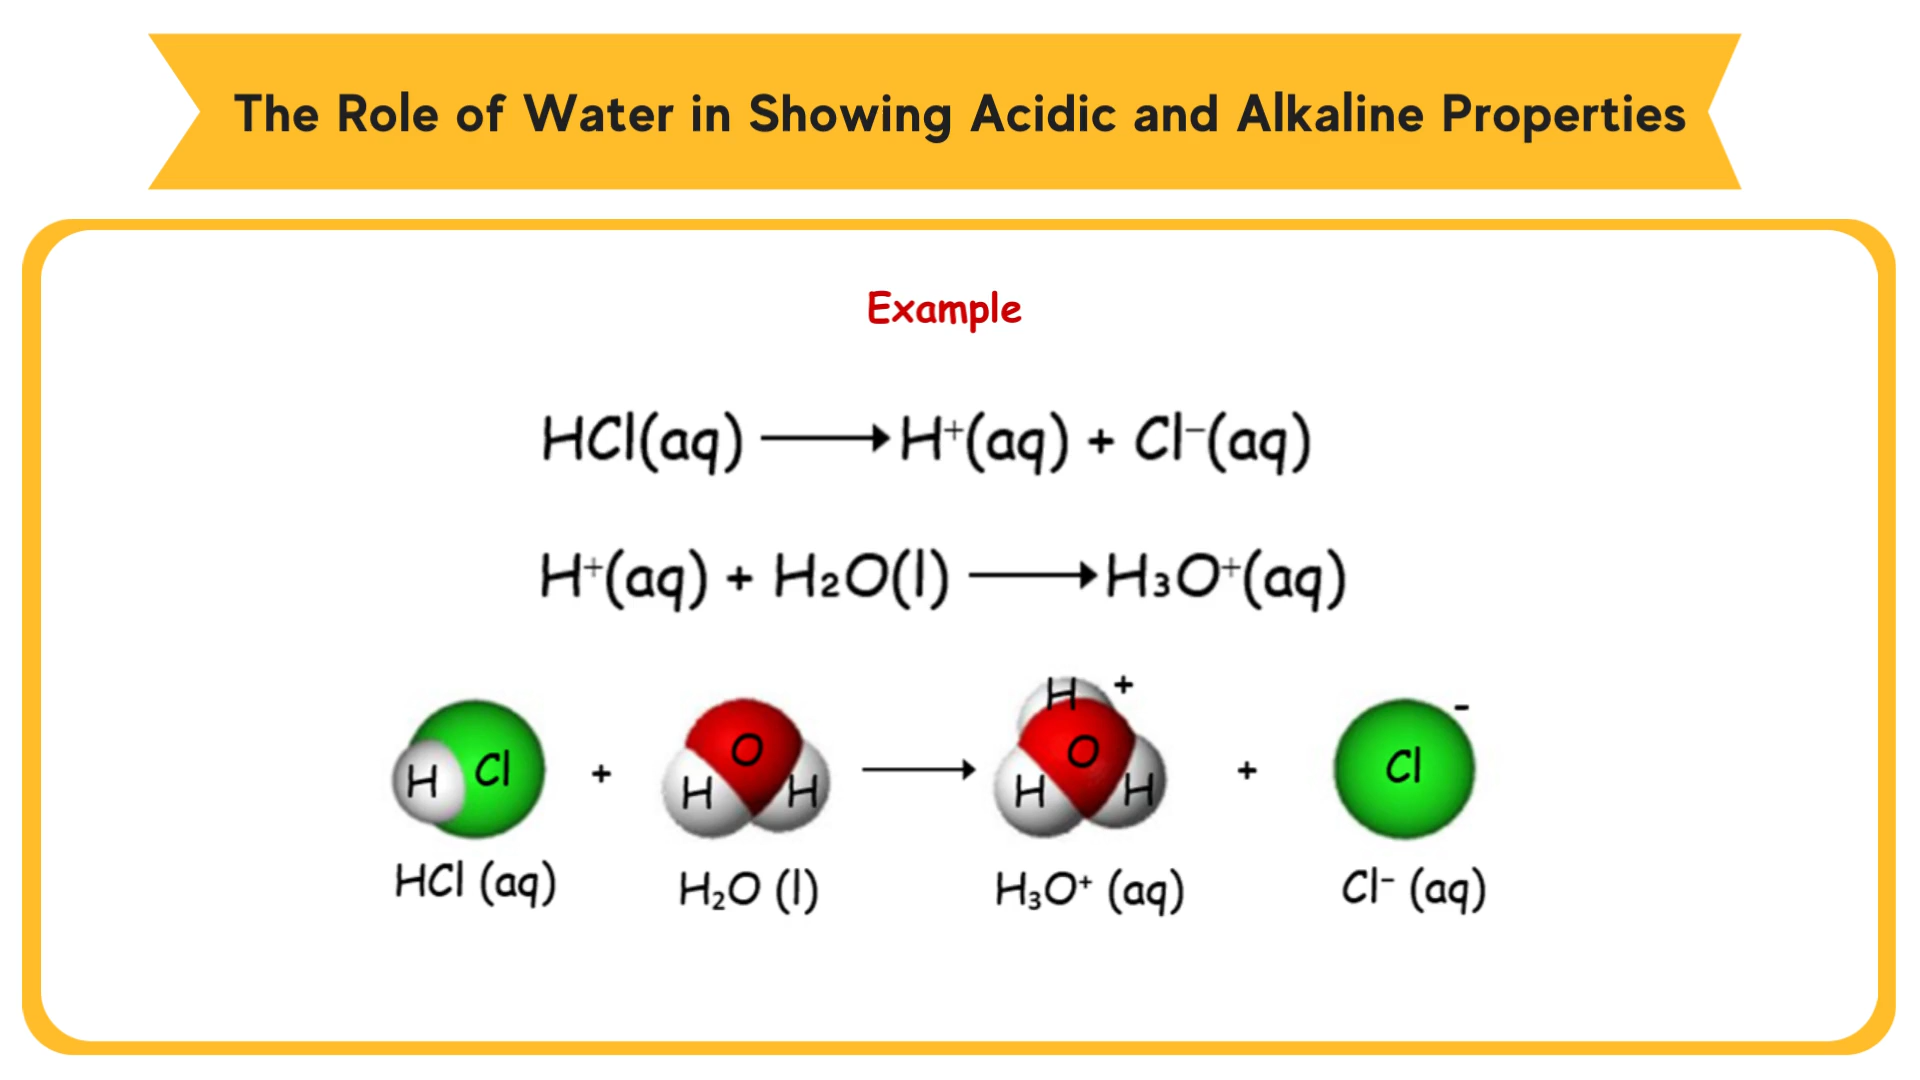 The Role of Water in Showing Acidic and Alkaline Properties
Example
HCl(aq) ⟶ H⁺(aq) + Cl⁻(aq)
H⁺(aq) + H₂O(l) ⟶ H₃O⁺(aq)
H Cl + O H H ⟶ H + O H H + Cl -
HCl (aq) H₂O (l) H₃O⁺ (aq) Cl⁻ (aq)